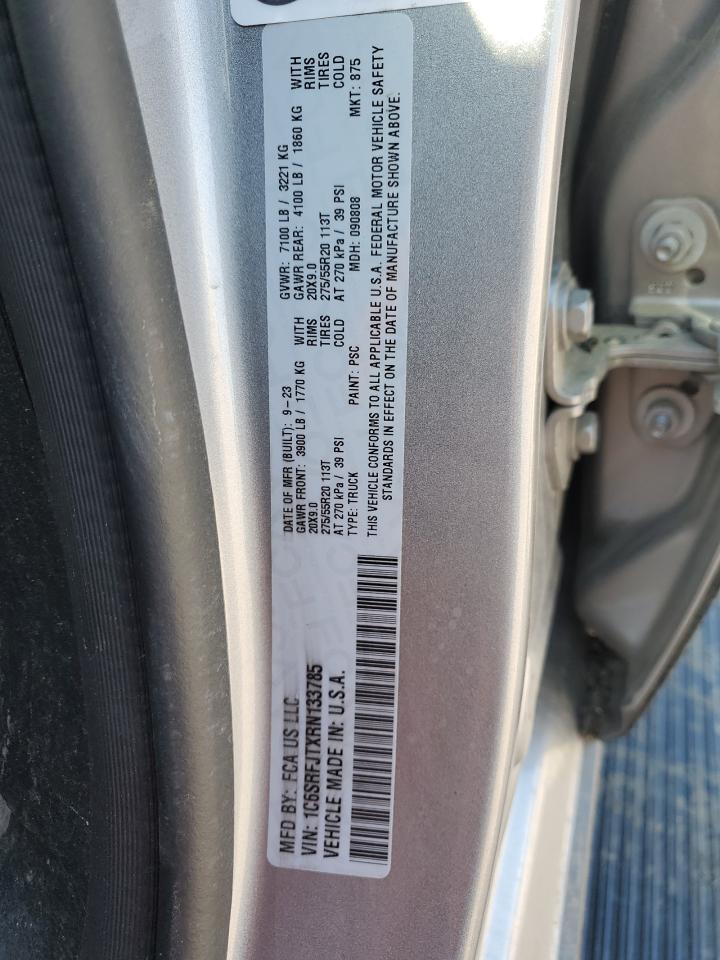 MFD BY: FCA US LLC
VIN: 1C6SRFJTXRN133785
VEHICLE MADE IN: U.S.A.
DATE OF MFR (BUILT): 9-23
GAWR FRONT: 3900 LB / 1770 KG WITH
20X9.0 RIMS
275/55R20 113T TIRES
AT 270 kPa / 39 PSI COLD
TYPE: TRUCK PAINT: PSC
GVWR: 7100 LB / 3221 KG
GAWR REAR: 4100 LB / 1860 KG WITH
20X9.0 RIMS
275/55R20 113T TIRES
AT 270 kPa / 39 PSI COLD
MDH: 090808 MKT: 875
THIS VEHICLE CONFORMS TO ALL APPLICABLE U.S.A. FEDERAL MOTOR VEHICLE SAFETY
STANDARDS IN EFFECT ON THE DATE OF MANUFACTURE SHOWN ABOVE.